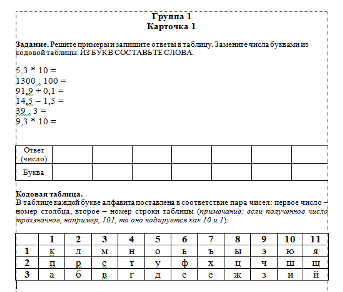 Группа 1
Карточка 1
Задание. Решите примеры и запишите ответы в таблицу. Замените числа буквами из
кодовой таблицы. ИЗ БУКВ СОСТАВЬТЕ СЛОВА.
5,3 * 10 =
1300 : 100 =
91,9 + 0,1 =
14,5 – 1,5 =
39 : 3 =
9,3 * 10 =
Ответ
(число)
Буква
Кодовая таблица.
В таблице каждой букве алфавита поставлена в соответствие пара чисел: первое число –
номер столбца, второе – номер строки таблицы (примечание: если полученное число
трехзначное, например, 101, то оно кодируется как 10 и 1):
1 2 3 4 5 6 7 8 9 10 11
1 к л м н о ь ъ ы э ю я
2 п р с т у ф х ц ч ш щ
3 а б в г д е ё ж з и й